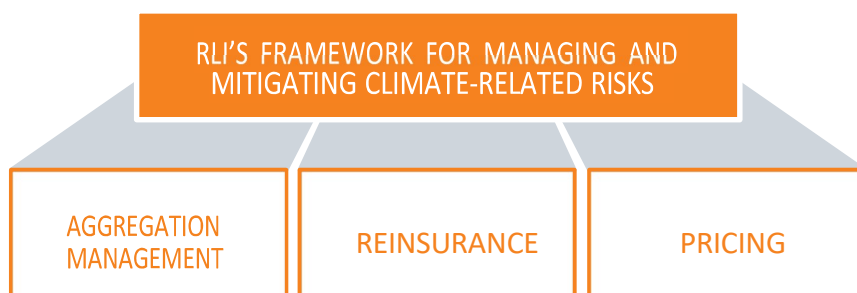 RLI'S FRAMEWORK FOR MANAGING AND
MITIGATING CLIMATE-RELATED RISKS
AGGREGATION
MANAGEMENT
REINSURANCE
PRICING